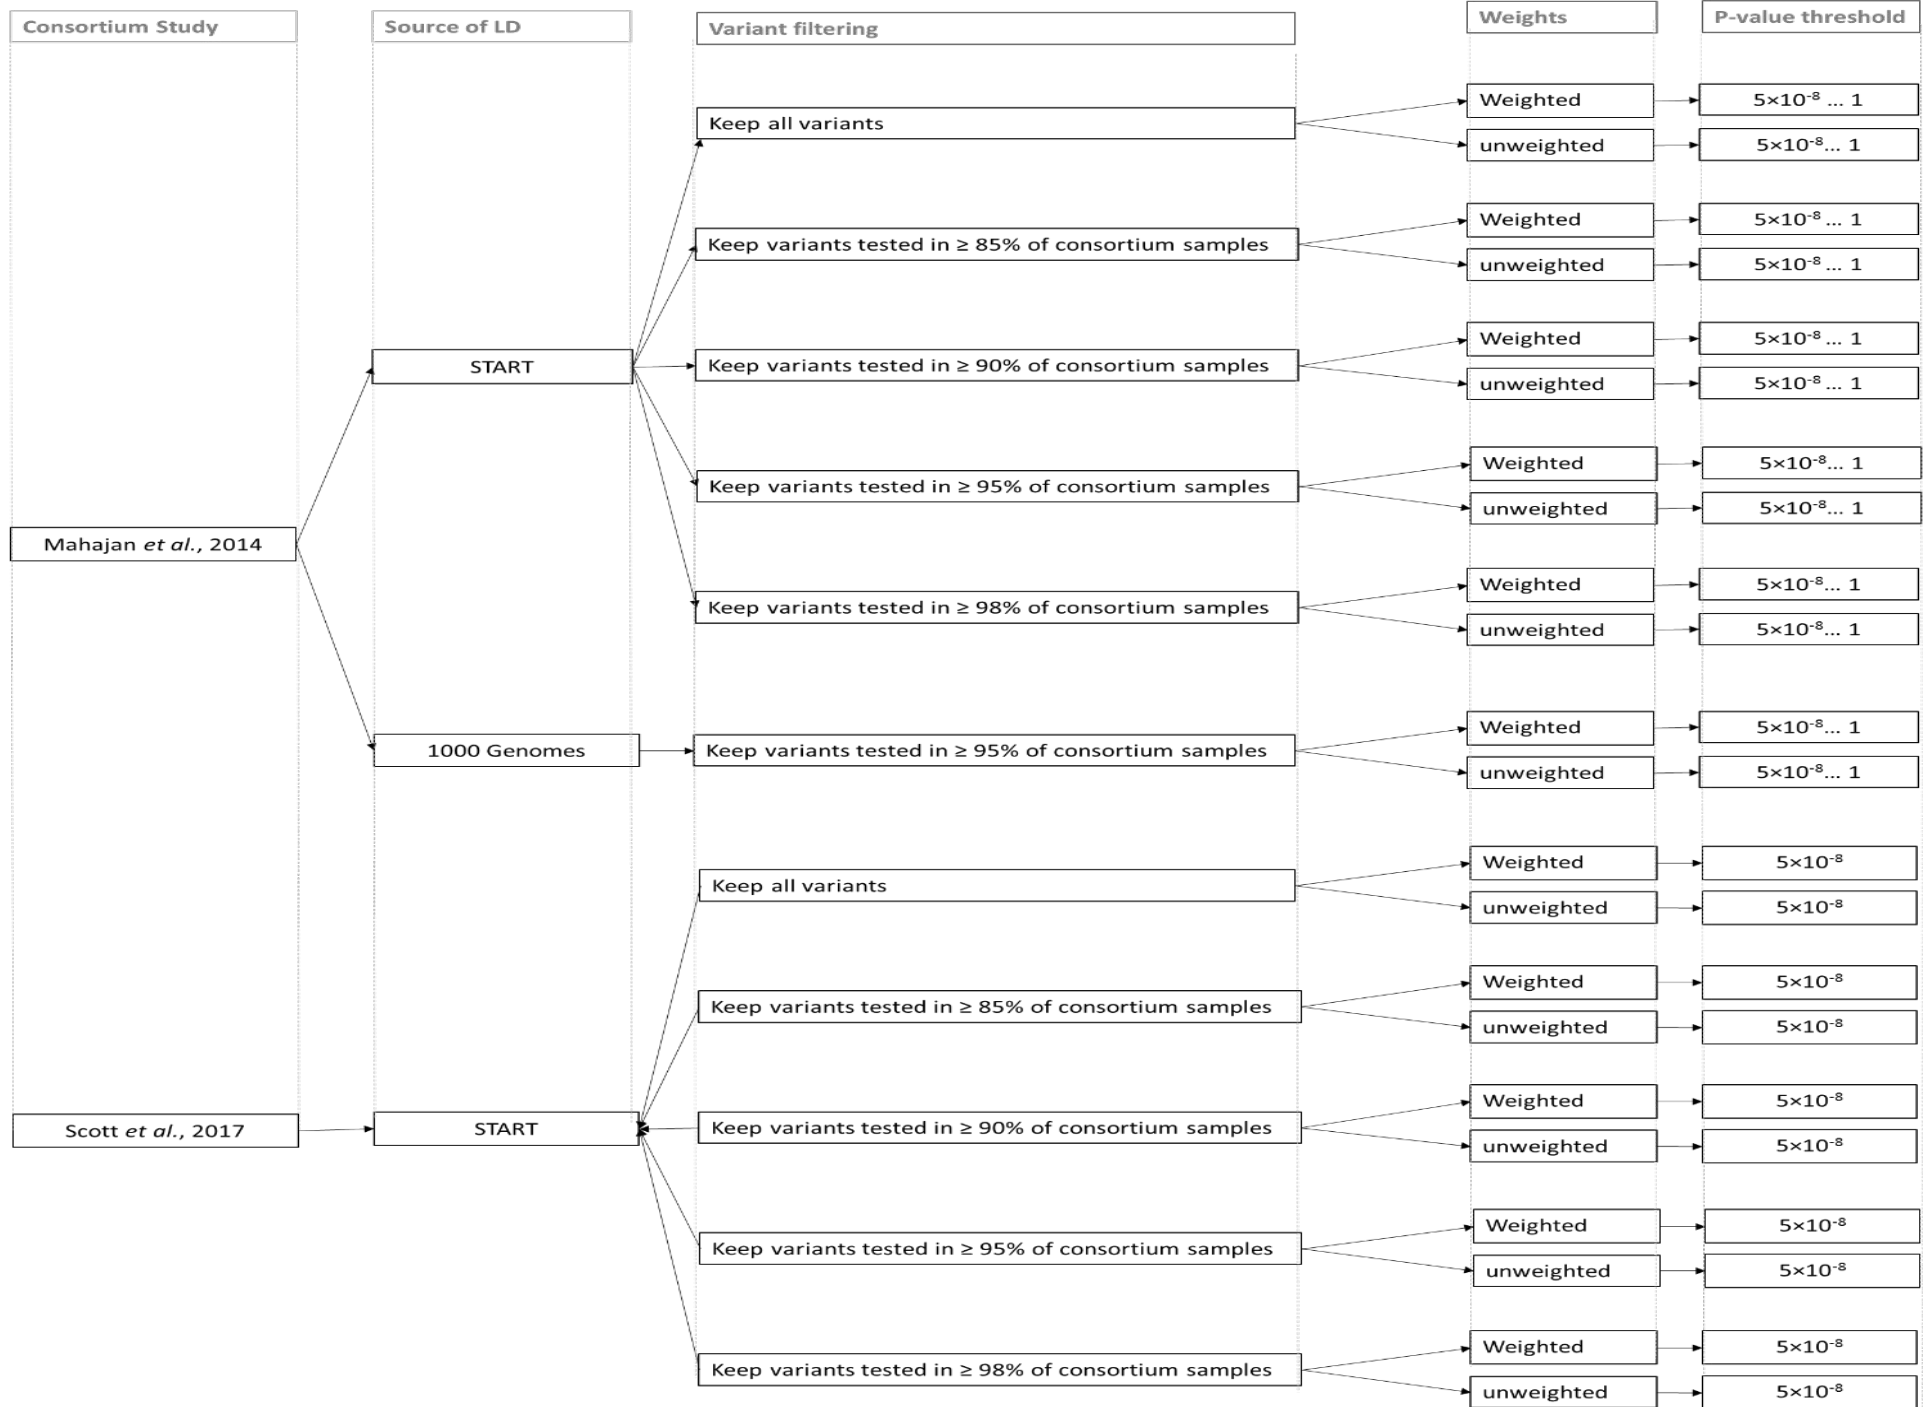 Consortium Study
Source of LD
Variant filtering
Weights
P-value threshold
Keep all variants
Weighted
5×10⁻⁸ ... 1
unweighted
5×10⁻⁸... 1
Keep variants tested in ≥ 85% of consortium samples
Weighted
5×10⁻⁸ ... 1
unweighted
5×10⁻⁸ ... 1
START
Keep variants tested in ≥ 90% of consortium samples
Weighted
5×10⁻⁸ ... 1
unweighted
5×10⁻⁸ ... 1
Keep variants tested in ≥ 95% of consortium samples
Weighted
5×10⁻⁸... 1
unweighted
5×10⁻⁸... 1
Mahajan et al., 2014
Keep variants tested in ≥ 98% of consortium samples
Weighted
5×10⁻⁸... 1
unweighted
5×10⁻⁸... 1
1000 Genomes
Keep variants tested in ≥ 95% of consortium samples
Weighted
5×10⁻⁸ ... 1
unweighted
5×10⁻⁸... 1
Keep all variants
Weighted
5×10⁻⁸
unweighted
5×10⁻⁸
Keep variants tested in ≥ 85% of consortium samples
Weighted
5×10⁻⁸
unweighted
5×10⁻⁸
Scott et al., 2017
START
Keep variants tested in ≥ 90% of consortium samples
Weighted
5×10⁻⁸
unweighted
5×10⁻⁸
Keep variants tested in ≥ 95% of consortium samples
Weighted
5×10⁻⁸
unweighted
5×10⁻⁸
Keep variants tested in ≥ 98% of consortium samples
Weighted
5×10⁻⁸
unweighted
5×10⁻⁸